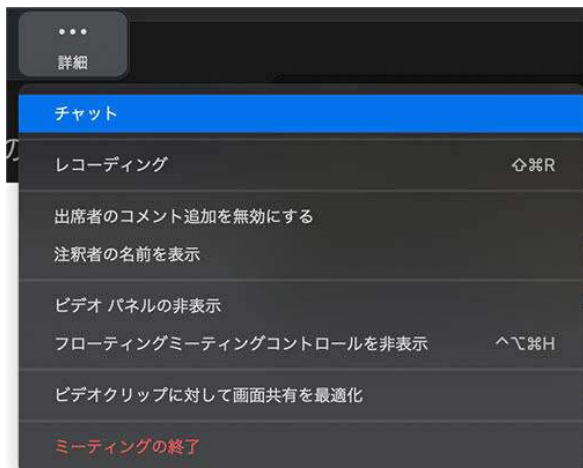 •••
詳細
チャット
の
レコーディング ⇧⌘R
出席者のコメント追加を無効にする
注釈者の名前を表示
ビデオ パネルの非表示
フローティングミーティングコントロールを非表示 ^⌥⌘H
ビデオクリップに対して画面共有を最適化
ミーティングの終了